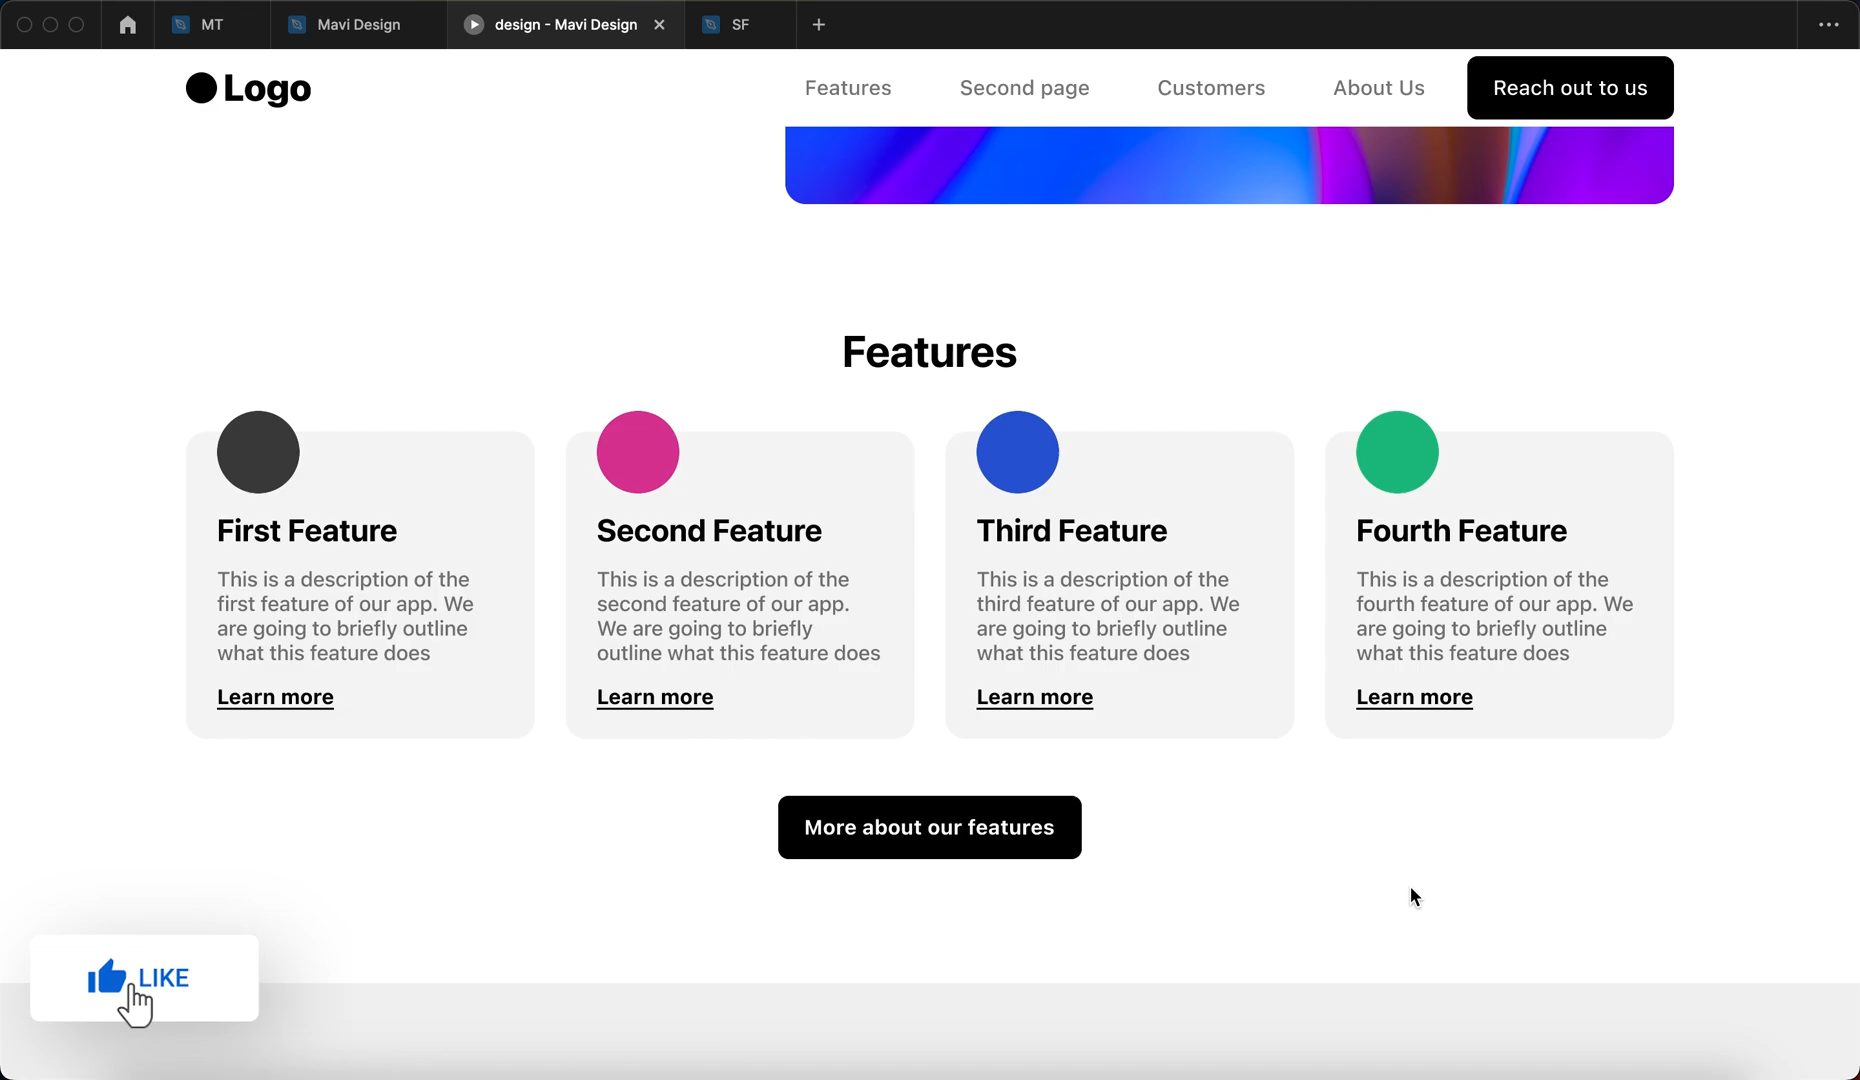 MT
Mavi Design
design - Mavi Design
SF
Logo
Features
Second page
Customers
About Us
Reach out to us
Features
First Feature
This is a description of the
first feature of our app. We
are going to briefly outline
what this feature does
Learn more
Second Feature
This is a description of the
second feature of our app.
We are going to briefly
outline what this feature does
Learn more
Third Feature
This is a description of the
third feature of our app. We
are going to briefly outline
what this feature does
Learn more
Fourth Feature
This is a description of the
fourth feature of our app. We
are going to briefly outline
what this feature does
Learn more
More about our features
LIKE